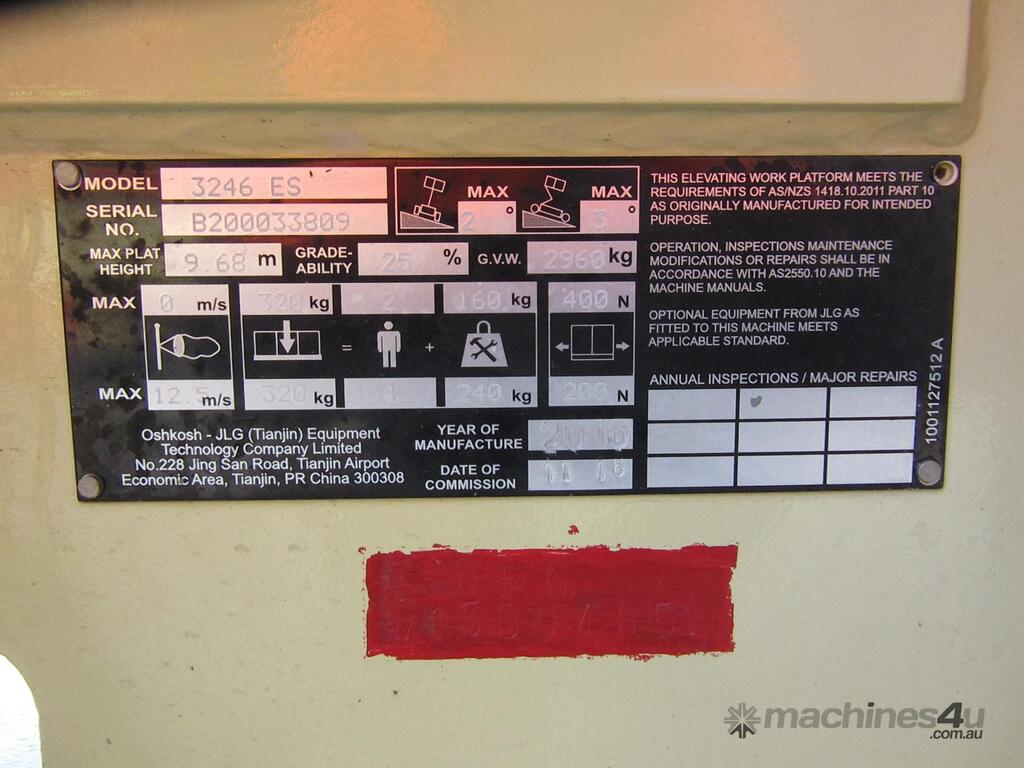 MODEL 3246 ES
SERIAL NO. B200033809
MAX 2° MAX 3°
MAX PLAT HEIGHT 9.68 m GRADE-ABILITY 25 % G.V.W. 2960 kg
MAX 0 m/s 320 kg 2 160 kg 400 N
= +
MAX 12.5 m/s 320 kg 1 240 kg 200 N
Oshkosh - JLG (Tianjin) Equipment
Technology Company Limited
No.228 Jing San Road, Tianjin Airport
Economic Area, Tianjin, PR China 300308
YEAR OF
MANUFACTURE 2016
DATE OF
COMMISSION 11 16
THIS ELEVATING WORK PLATFORM MEETS THE
REQUIREMENTS OF AS/NZS 1418.10.2011 PART 10
AS ORIGINALLY MANUFACTURED FOR INTENDED
PURPOSE.
OPERATION, INSPECTIONS MAINTENANCE
MODIFICATIONS OR REPAIRS SHALL BE IN
ACCORDANCE WITH AS2550.10 AND THE
MACHINE MANUALS.
OPTIONAL EQUIPMENT FROM JLG AS
FITTED TO THIS MACHINE MEETS
APPLICABLE STANDARD.
ANNUAL INSPECTIONS / MAJOR REPAIRS
1001127512 A
machines4u
.com.au